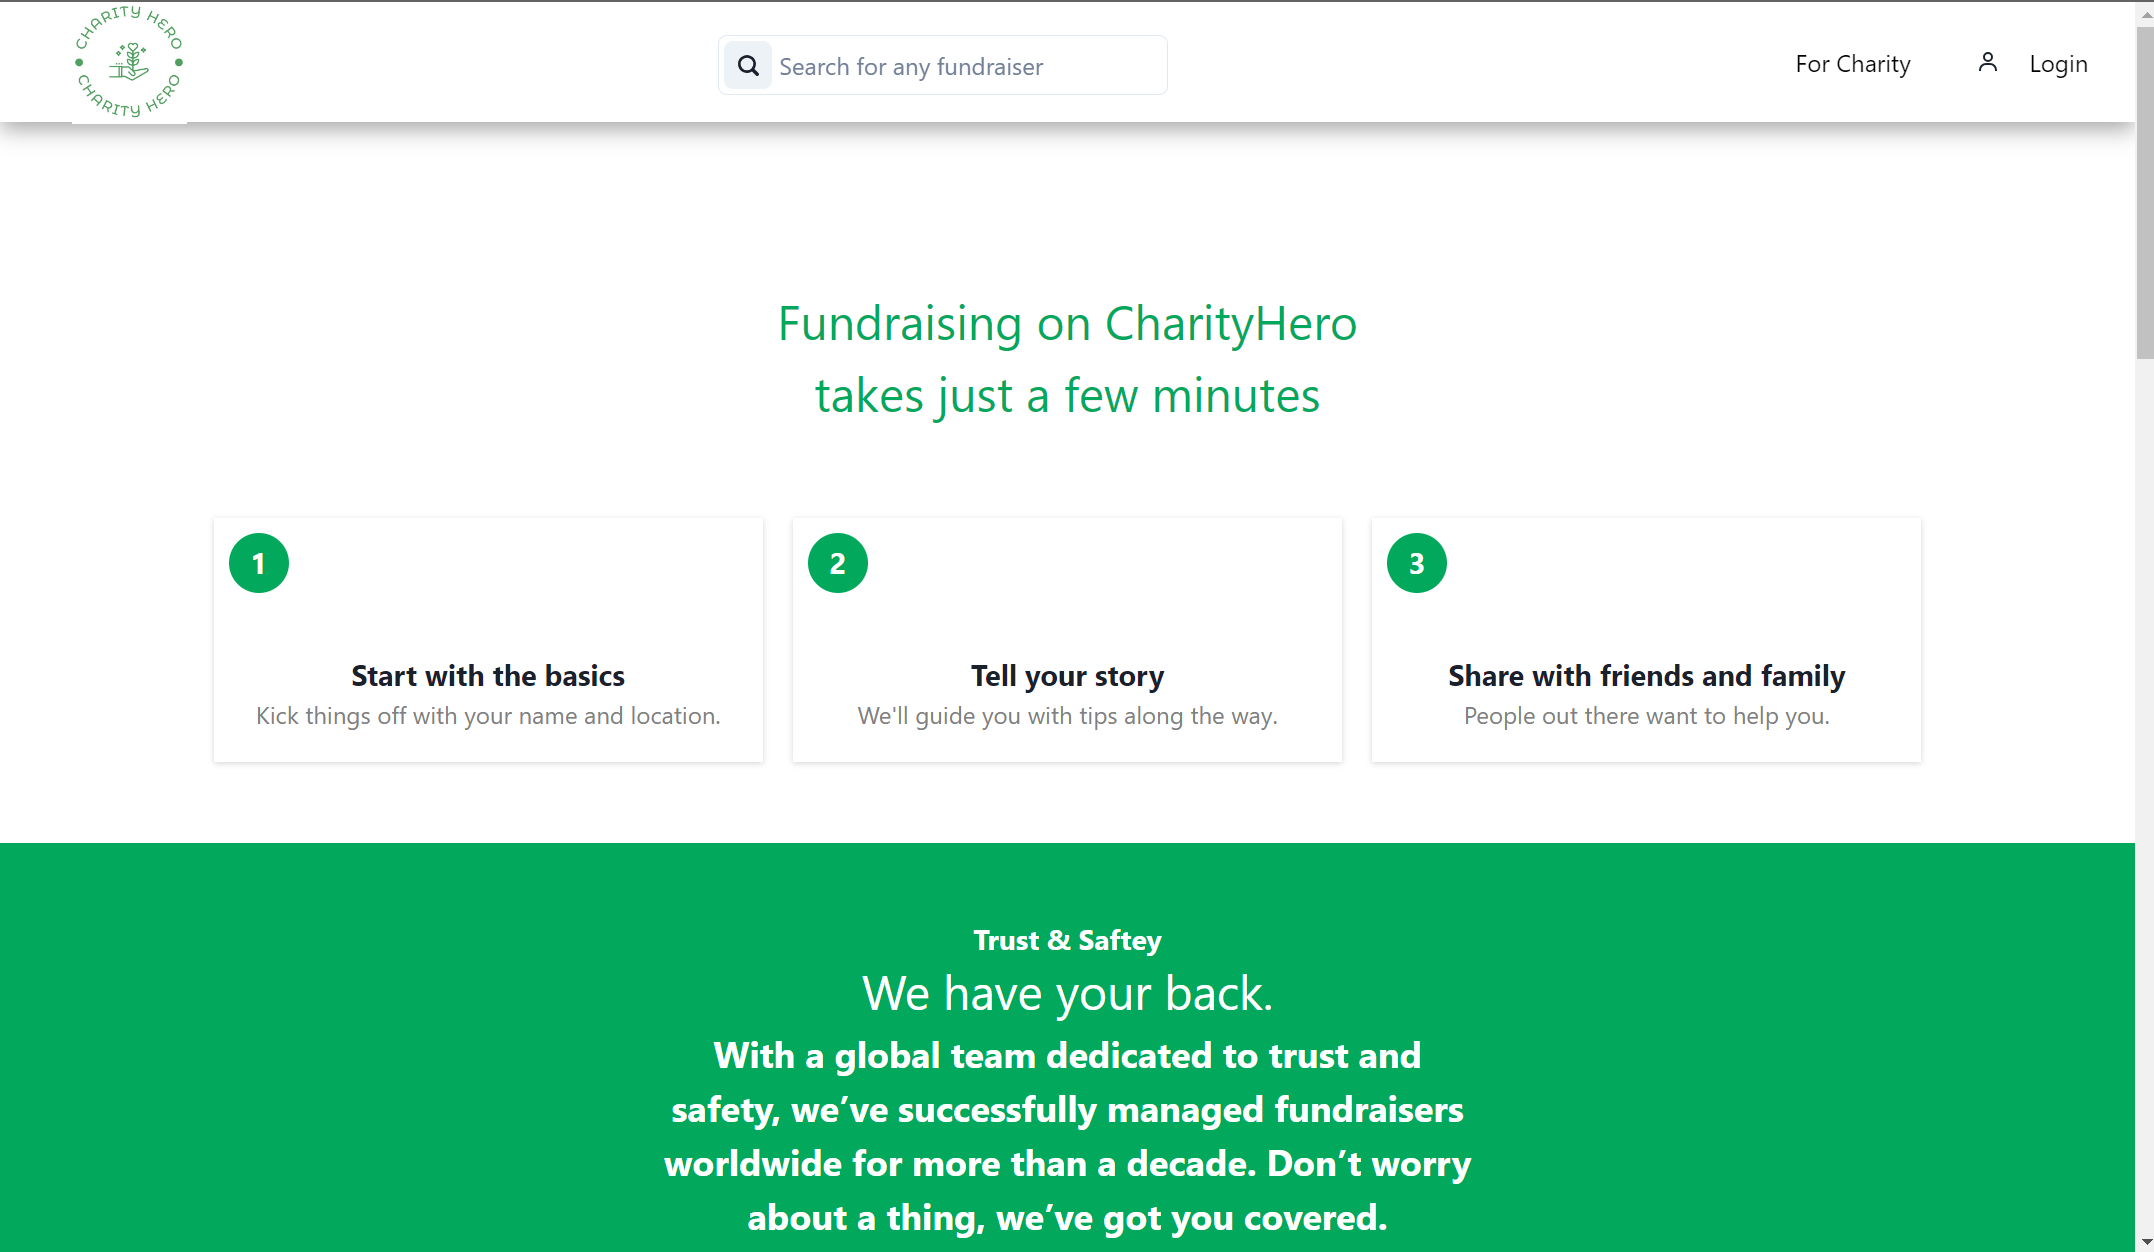 CHARITY HERO
CHARITY HERO
Search for any fundraiser
For Charity
Login
Fundraising on CharityHero
takes just a few minutes
1
Start with the basics
Kick things off with your name and location.
2
Tell your story
We'll guide you with tips along the way.
3
Share with friends and family
People out there want to help you.
Trust & Saftey
We have your back.
With a global team dedicated to trust and
safety, we’ve successfully managed fundraisers
worldwide for more than a decade. Don’t worry
about a thing, we’ve got you covered.